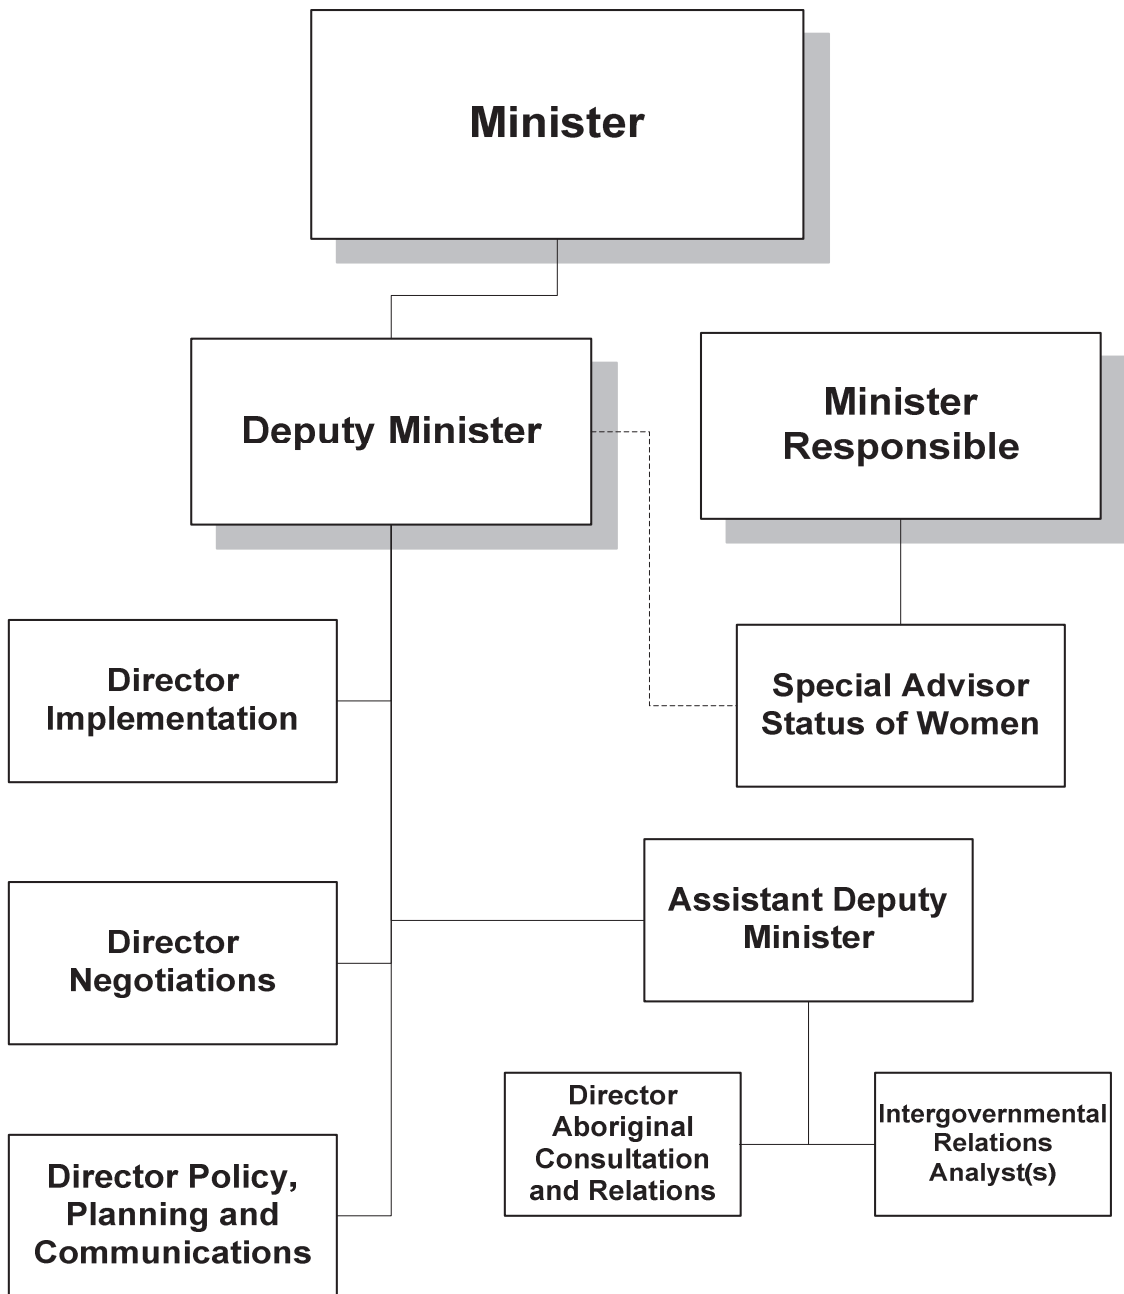 Minister
Deputy Minister
Minister
Responsible
Director
Implementation
Special Advisor
Status of Women
Assistant Deputy
Minister
Director
Negotiations
Director
Aboriginal
Consultation
and Relations
Intergovernmental
Relations
Analyst(s)
Director Policy,
Planning and
Communications